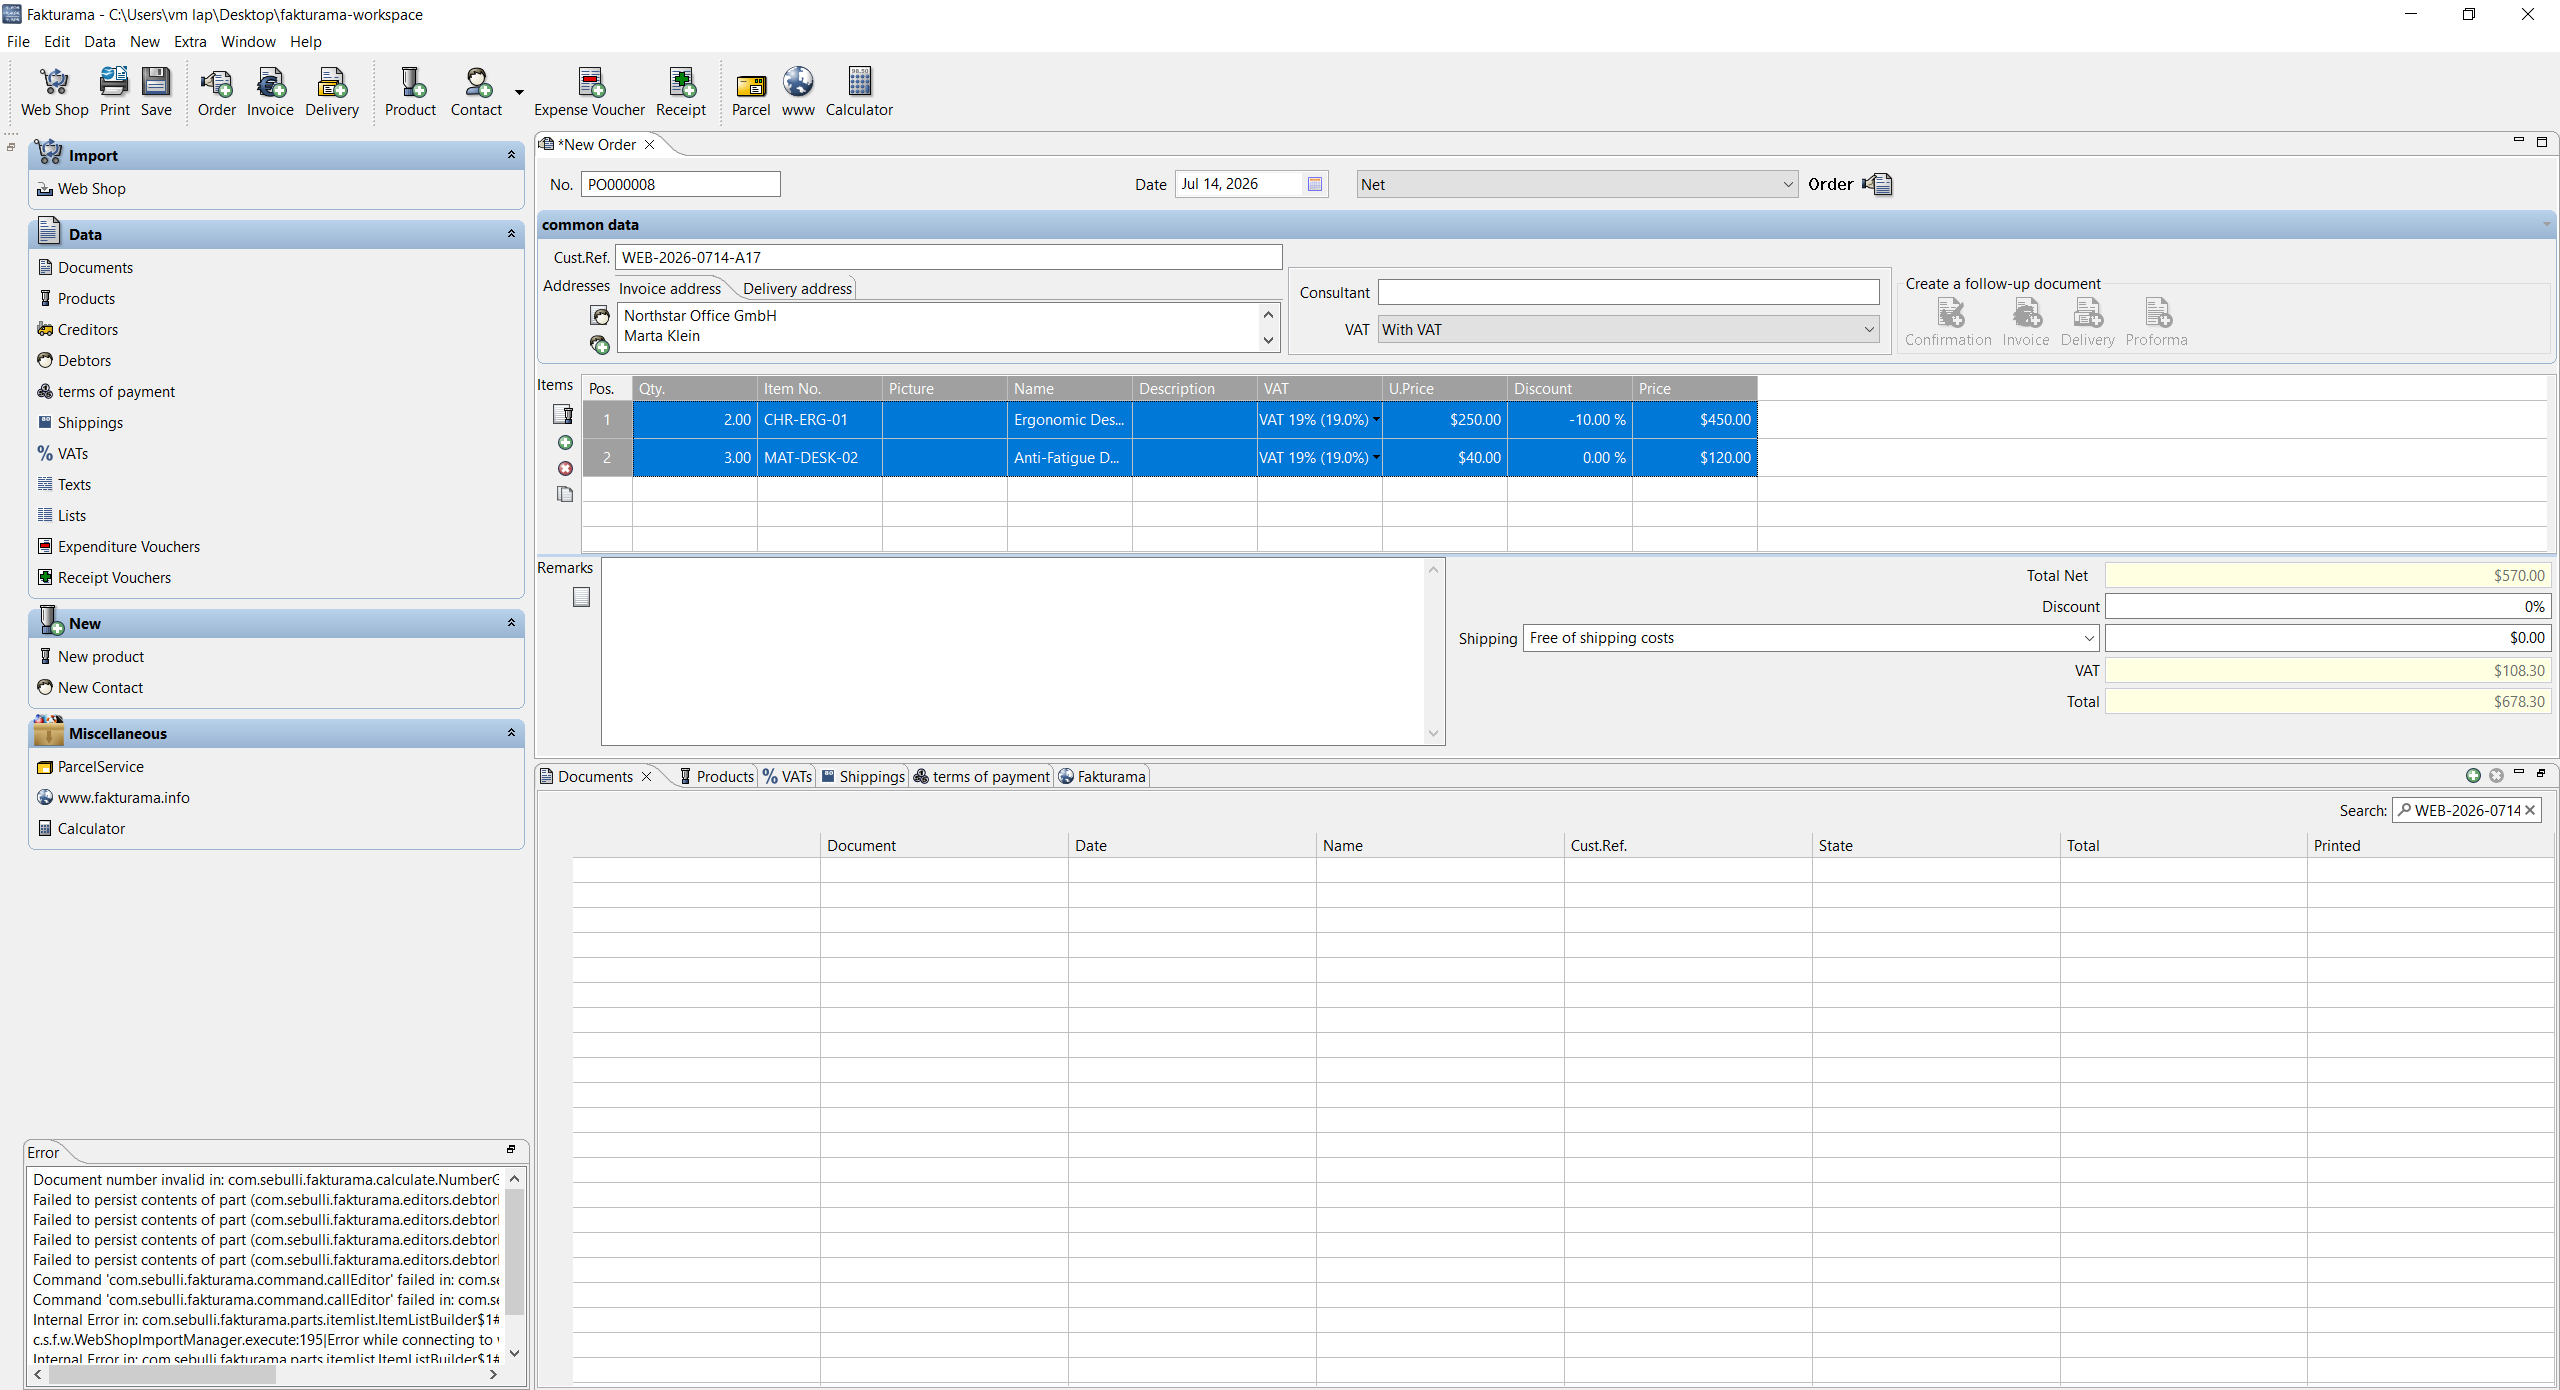 Fakturama - C:\Users\vm lap\Desktop\fakturama-workspace
File Edit Data New Extra Window Help
Web Shop Print Save Order Invoice Delivery Product Contact Expense Voucher Receipt Parcel www Calculator
Import
Web Shop
Data
Documents
Products
Creditors
Debtors
terms of payment
Shippings
VATs
Texts
Lists
Expenditure Vouchers
Receipt Vouchers
New
New product
New Contact
Miscellaneous
ParcelService
www.fakturama.info
Calculator
Error
Document number invalid in: com.sebulli.fakturama.calculate.NumberG
Failed to persist contents of part (com.sebulli.fakturama.editors.debtorl
Failed to persist contents of part (com.sebulli.fakturama.editors.debtorl
Failed to persist contents of part (com.sebulli.fakturama.editors.debtorl
Failed to persist contents of part (com.sebulli.fakturama.editors.debtorl
Command 'com.sebulli.fakturama.command.callEditor' failed in: com.se
Command 'com.sebulli.fakturama.command.callEditor' failed in: com.se
Internal Error in: com.sebulli.fakturama.parts.itemlist.ItemListBuilder$1#
c.s.f.w.WebShopImportManager.execute:195|Error while connecting to
Internal Error in: com.sebulli.fakturama.parts.itemlist.ItemListBuilder$1#
*New Order
No. PO000008 Date Jul 14, 2026 Net Order
common data
Cust.Ref. WEB-2026-0714-A17
Addresses Invoice address Delivery address
Northstar Office GmbH
Marta Klein
Consultant
VAT With VAT
Create a follow-up document
Confirmation Invoice Delivery Proforma
Items Pos. Qty. Item No. Picture Name Description VAT U.Price Discount Price
1 2.00 CHR-ERG-01 Ergonomic Des... VAT 19% (19.0%) $250.00 -10.00 % $450.00
2 3.00 MAT-DESK-02 Anti-Fatigue D... VAT 19% (19.0%) $40.00 0.00 % $120.00
Remarks
Total Net $570.00
Discount 0%
Shipping Free of shipping costs $0.00
VAT $108.30
Total $678.30
Documents Products VATs Shippings terms of payment Fakturama
Search: WEB-2026-0714
Document Date Name Cust.Ref. State Total Printed